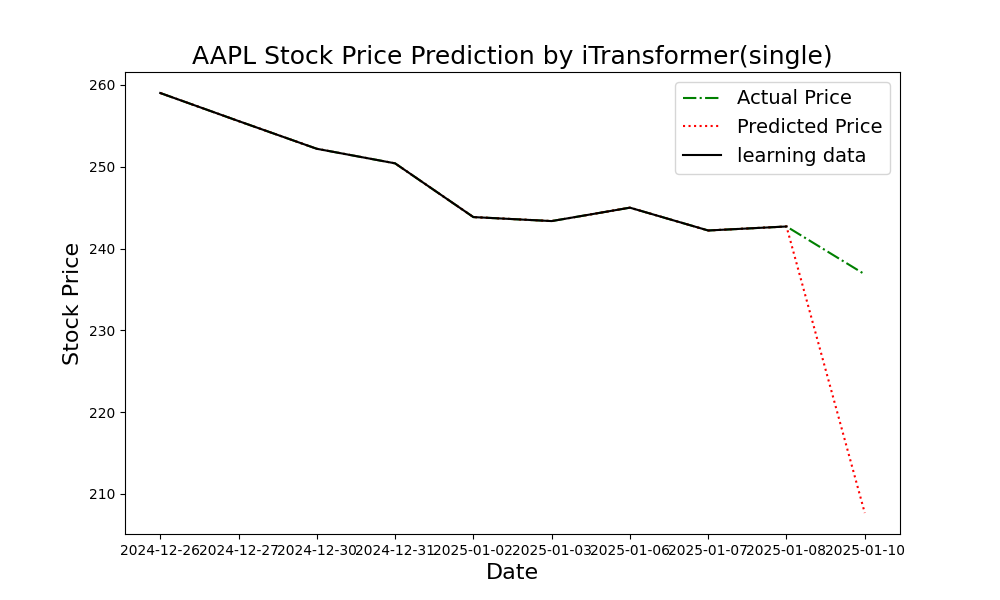 AAPL Stock Price Prediction by iTransformer(single)
Actual Price
Predicted Price
learning data
Stock Price
260
250
240
230
220
210
2024-12-26 2024-12-27 2024-12-30 2024-12-31 2025-01-02 2025-01-03 2025-01-06 2025-01-07 2025-01-08 2025-01-10
Date